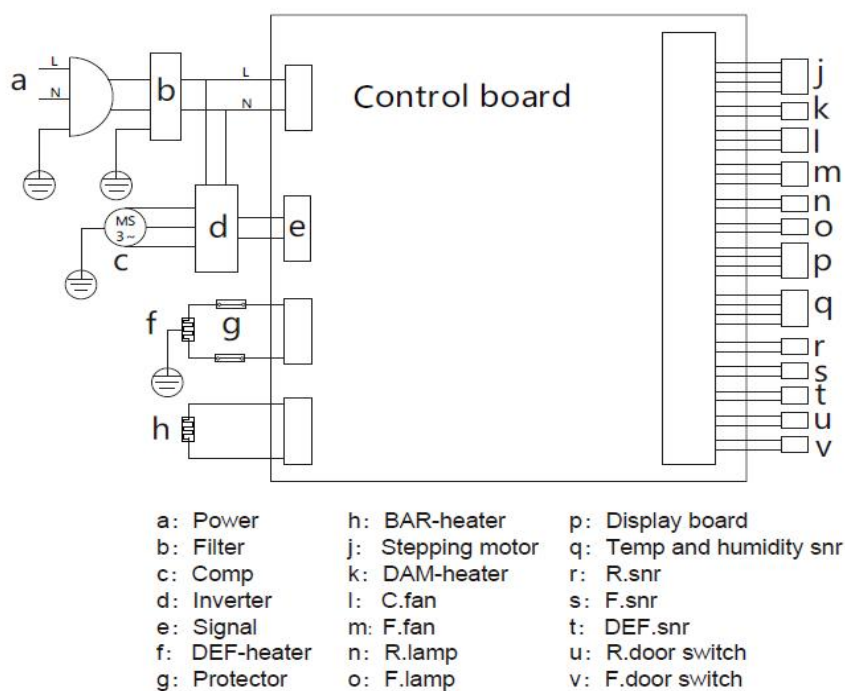 L
a
N
b
L
N
Control board
MS
3~
c
d
e
f
g
h
j
k
l
m
n
o
p
q
r
s
t
u
v
a: Power h: BAR-heater p: Display board
b: Filter j: Stepping motor q: Temp and humidity snr
c: Comp k: DAM-heater r: R.snr
d: Inverter l: C.fan s: F.snr
e: Signal m: F.fan t: DEF.snr
f: DEF-heater n: R.lamp u: R.door switch
g: Protector o: F.lamp v: F.door switch